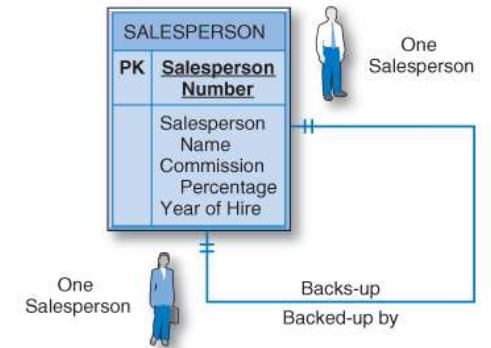 SALESPERSON
PK
Salesperson
Number
Salesperson
Name
Commission
Percentage
Year of Hire
One
Salesperson
One
Salesperson
Backs-up
Backed-up by